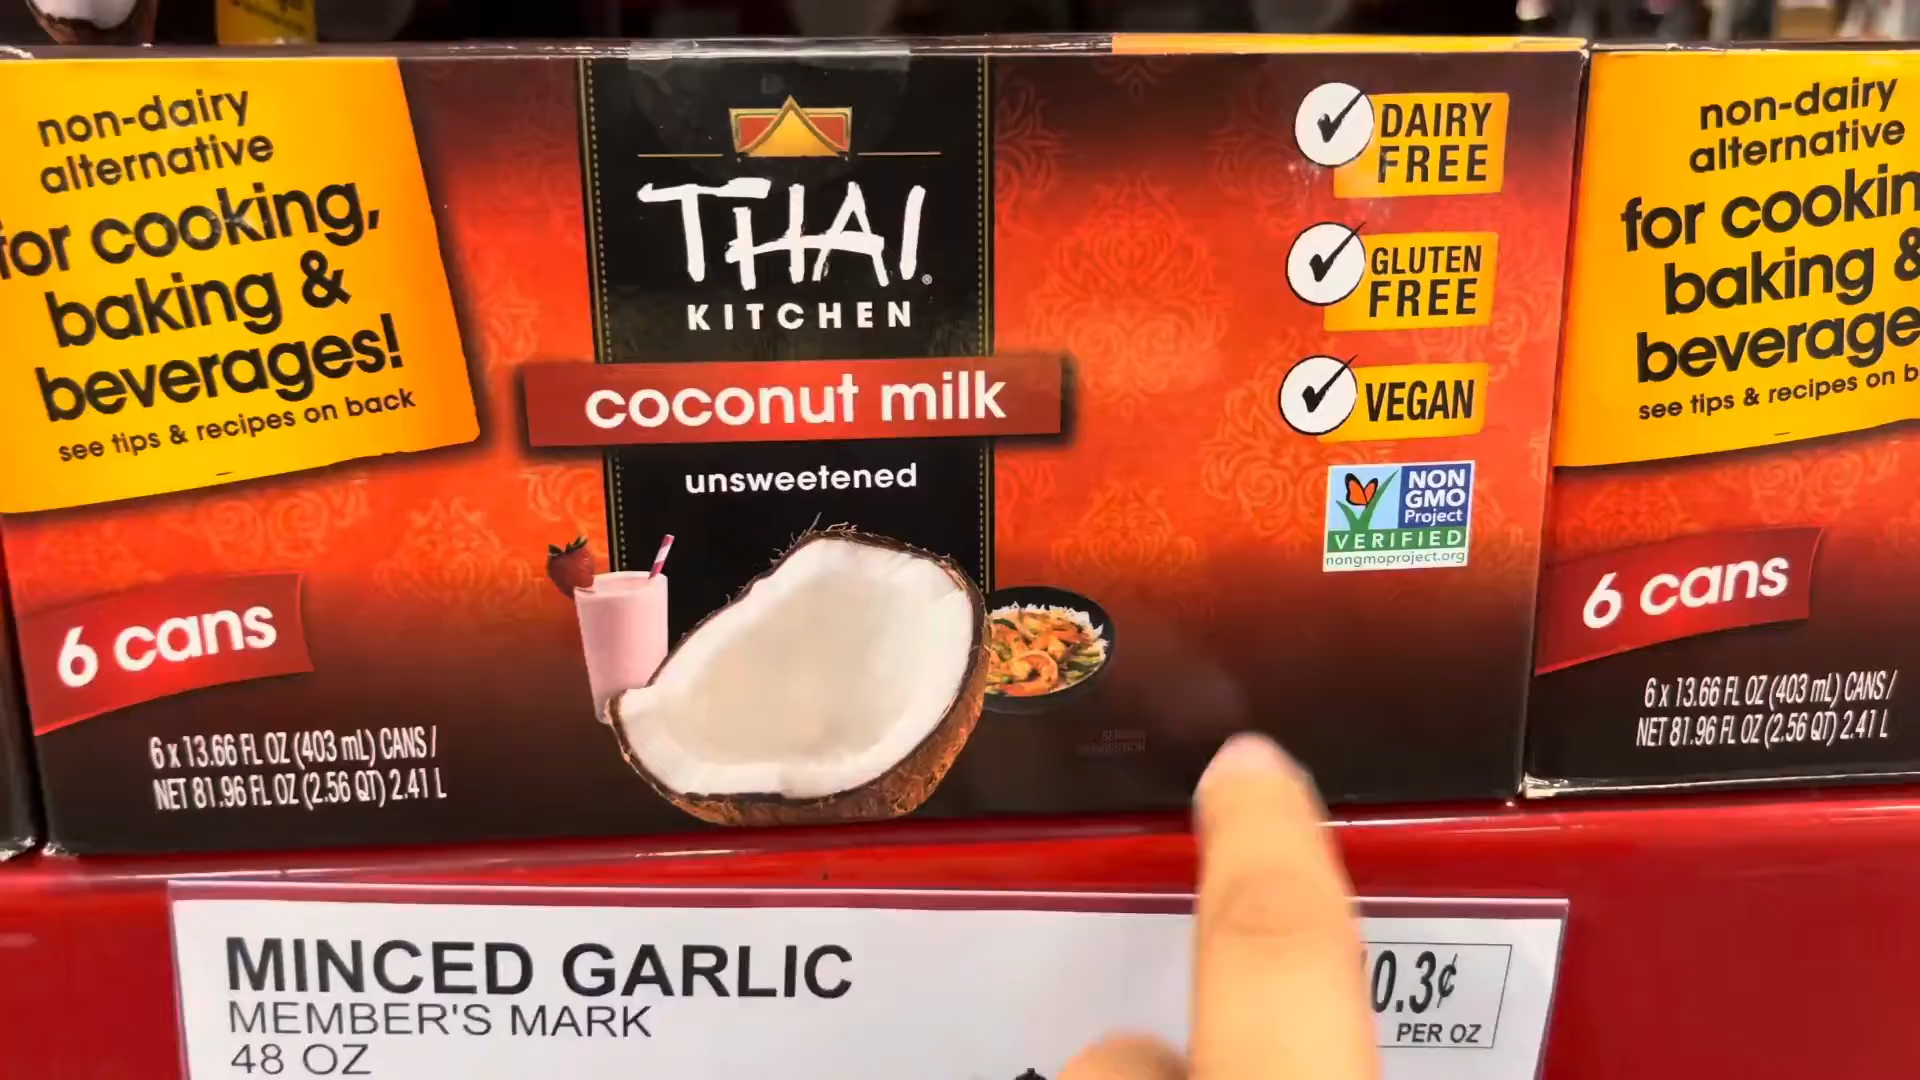 non-dairy
alternative
for cooking,
baking &
beverages!
see tips & recipes on back
6 cans
6 x 13.66 FL OZ (403 mL) CANS /
NET 81.96 FL OZ (2.56 QT) 2.41 L
THAI
KITCHEN
coconut milk
unsweetened
DAIRY
FREE
GLUTEN
FREE
VEGAN
NON
GMO
Project
VERIFIED
nongmoproject.org
non-dairy
alternative
for cookin
baking &
beverage
see tips & recipes on b
6 cans
6 x 13.66 FL OZ (403 mL) CANS /
NET 81.96 FL OZ (2.56 QT) 2.41 L
MINCED GARLIC
MEMBER'S MARK
48 OZ
0.3¢
PER OZ